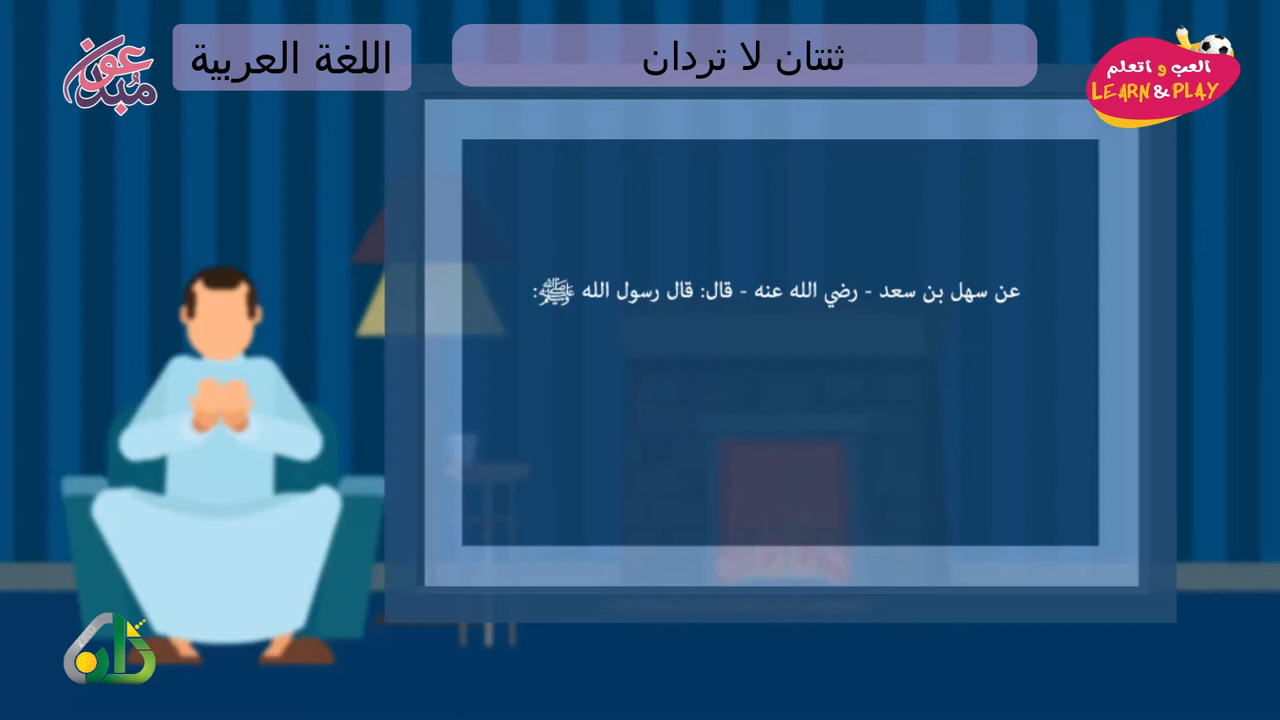 مبدعون
اللغة العربية
ثنتان لا تردان
العب و اتعلم
LEARN & PLAY
عن سهل بن سعد - رضي الله عنه - قال: قال رسول الله ﷺ: